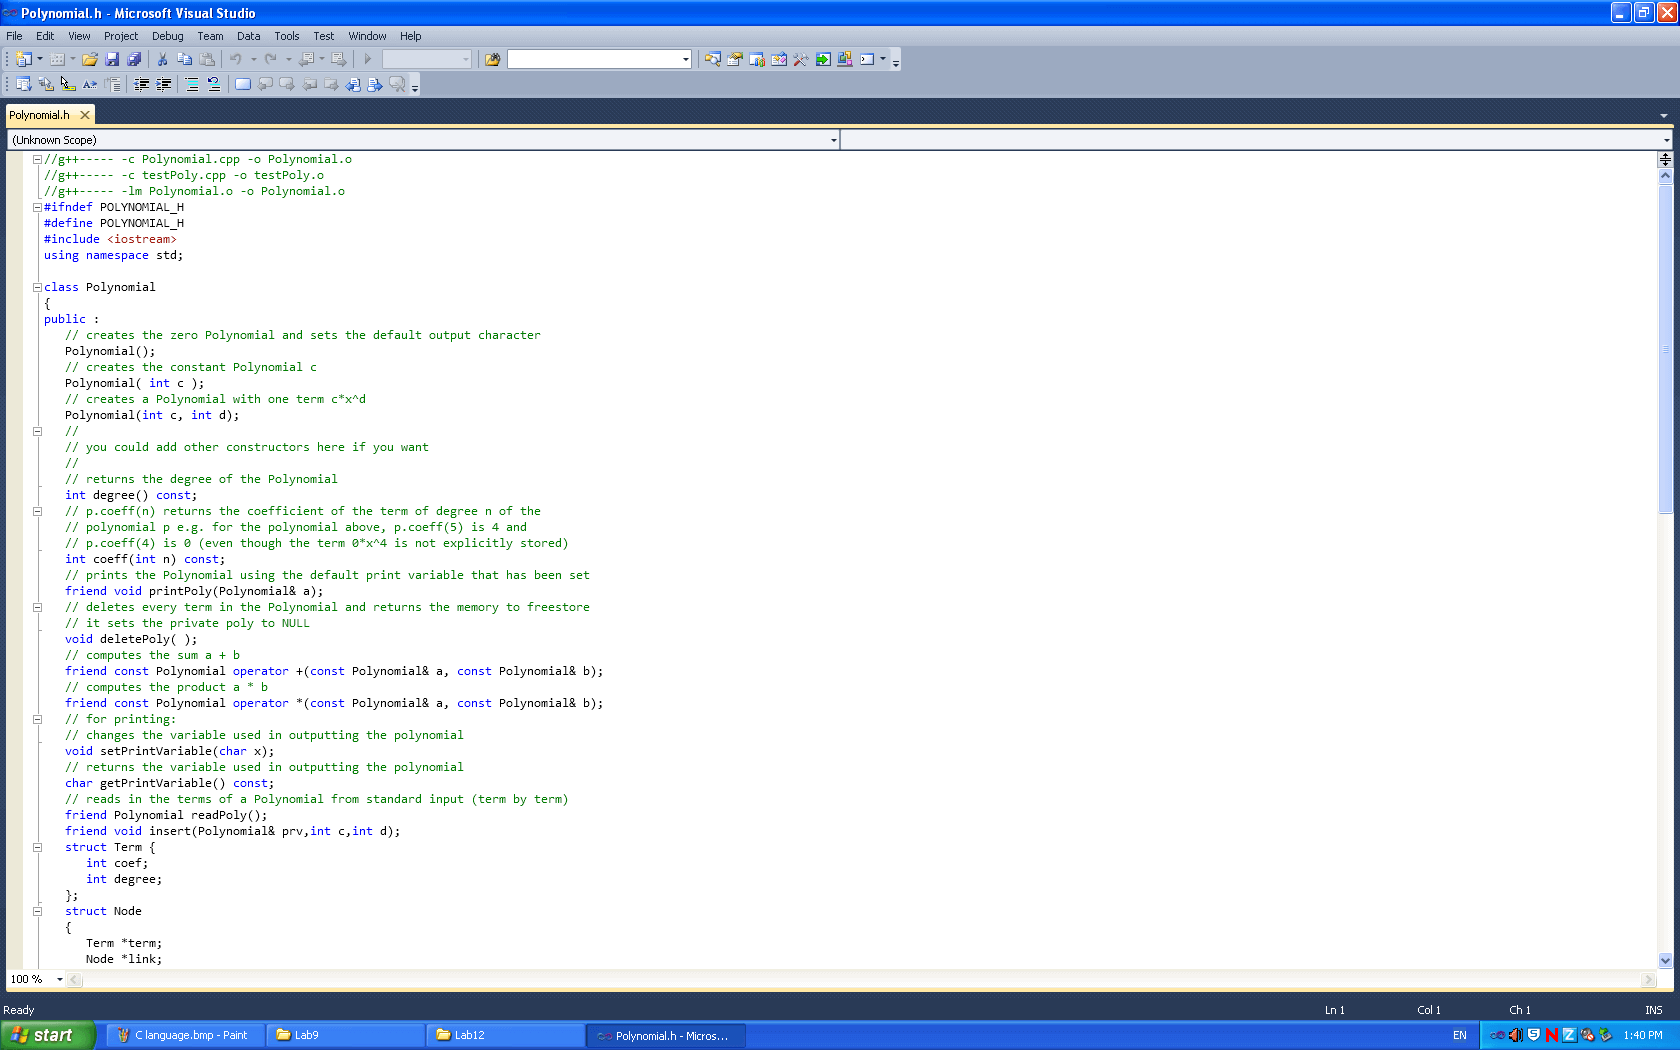 Polynomial.h - Microsoft Visual Studio
File Edit View Project Debug Team Data Tools Test Window Help
Polynomial.h
(Unknown Scope)
//g++----- -c Polynomial.cpp -o Polynomial.o
//g++----- -c testPoly.cpp -o testPoly.o
//g++----- -lm Polynomial.o -o Polynomial.o
#ifndef POLYNOMIAL_H
#define POLYNOMIAL_H
#include <iostream>
using namespace std;
class Polynomial
{
public :
// creates the zero Polynomial and sets the default output character
Polynomial();
// creates the constant Polynomial c
Polynomial( int c );
// creates a Polynomial with one term c*x^d
Polynomial(int c, int d);
//
// you could add other constructors here if you want
//
// returns the degree of the Polynomial
int degree() const;
// p.coeff(n) returns the coefficient of the term of degree n of the
// polynomial p e.g. for the polynomial above, p.coeff(5) is 4 and
// p.coeff(4) is 0 (even though the term 0*x^4 is not explicitly stored)
int coeff(int n) const;
// prints the Polynomial using the default print variable that has been set
friend void printPoly(Polynomial& a);
// deletes every term in the Polynomial and returns the memory to freestore
// it sets the private poly to NULL
void deletePoly( );
// computes the sum a + b
friend const Polynomial operator +(const Polynomial& a, const Polynomial& b);
// computes the product a * b
friend const Polynomial operator *(const Polynomial& a, const Polynomial& b);
// for printing:
// changes the variable used in outputting the polynomial
void setPrintVariable(char x);
// returns the variable used in outputting the polynomial
char getPrintVariable() const;
// reads in the terms of a Polynomial from standard input (term by term)
friend Polynomial readPoly();
friend void insert(Polynomial& prv,int c,int d);
struct Term {
int coef;
int degree;
};
struct Node
{
Term *term;
Node *link;
100 %
Ready Ln 1 Col 1 Ch 1 INS
start C language.bmp - Paint Lab9 Lab12 Polynomial.h - Micros... EN 1:40 PM